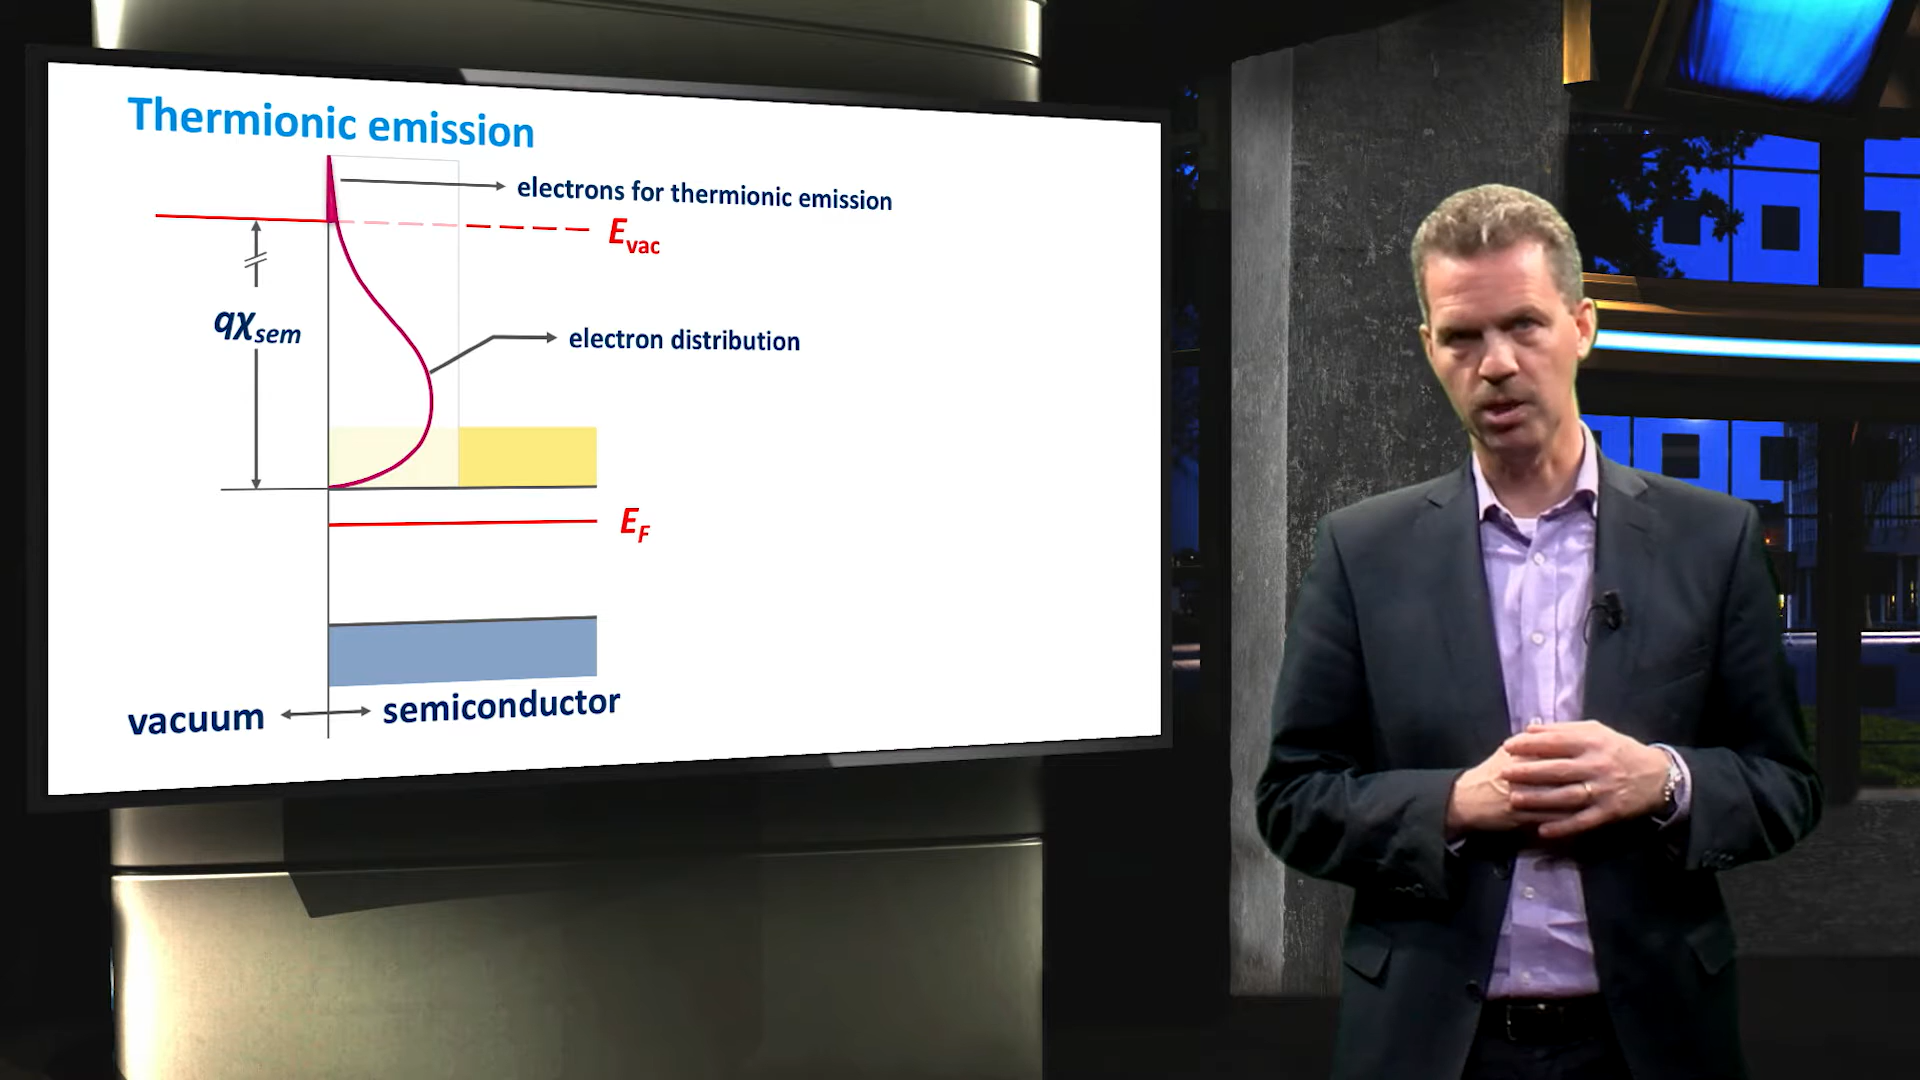 Thermionic emission
electrons for thermionic emission
Evac
qχsem
electron distribution
EF
vacuum
semiconductor